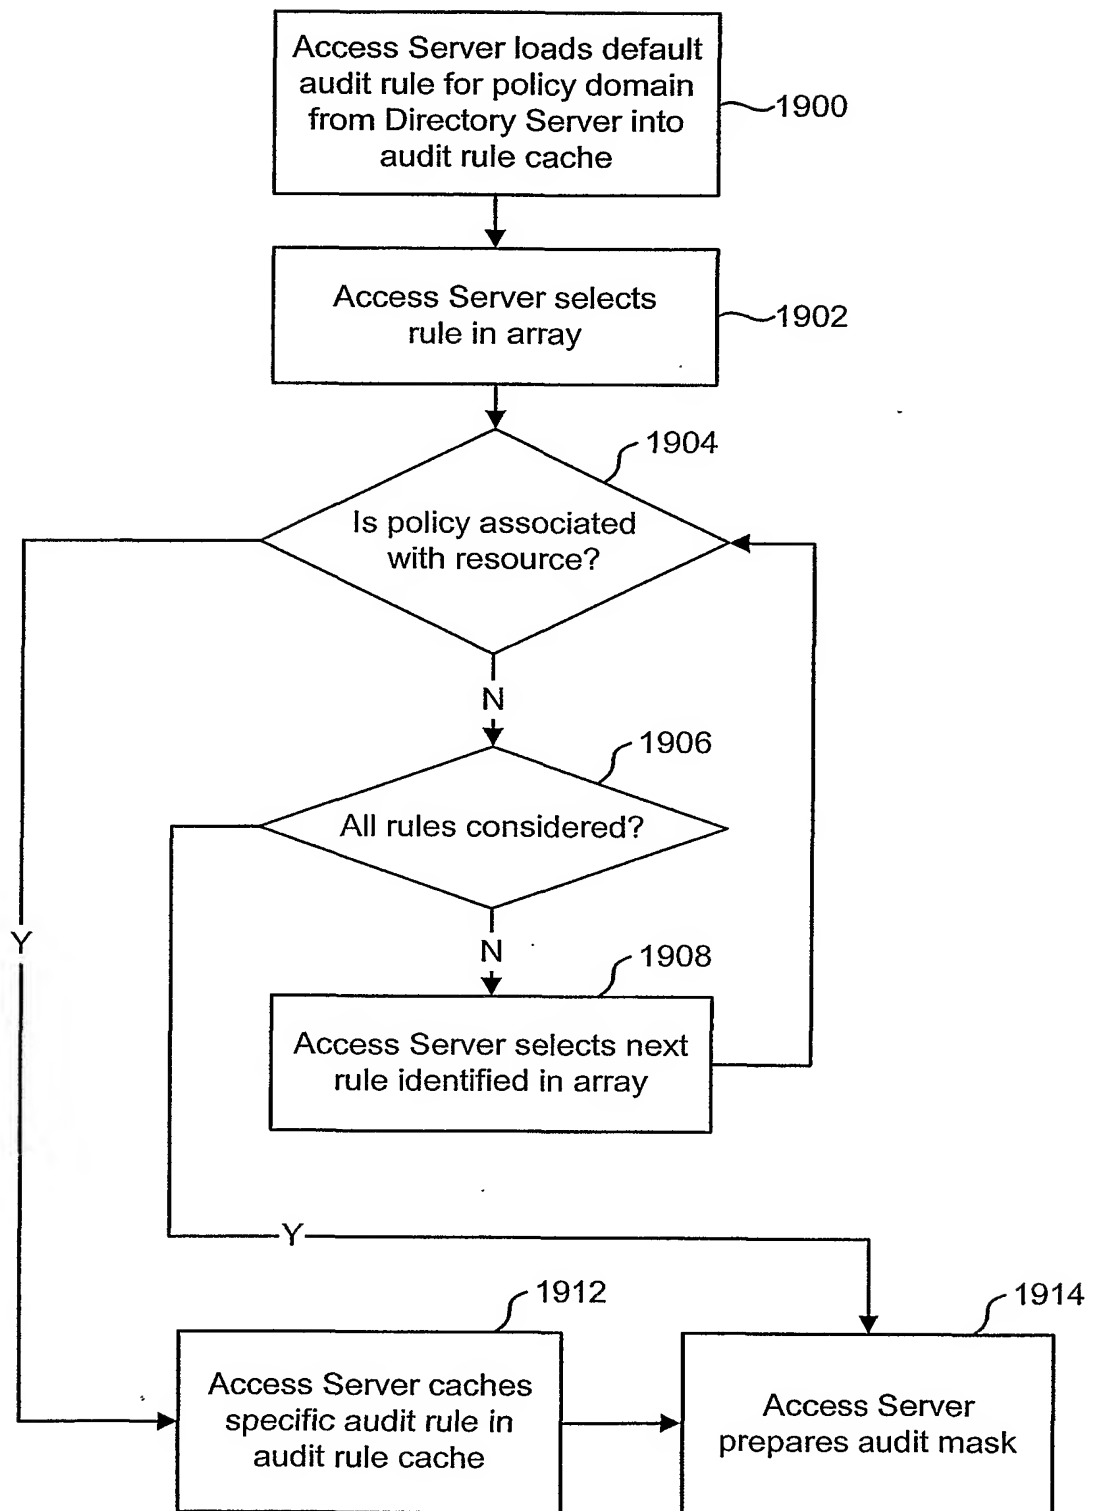 Access Server loads default
audit rule for policy domain
from Directory Server into
audit rule cache
1900
Access Server selects
rule in array
1902
1904
Is policy associated
with resource?
N
1906
All rules considered?
N
Y
1908
Access Server selects next
rule identified in array
Y
1912
Access Server caches
specific audit rule in
audit rule cache
1914
Access Server
prepares audit mask